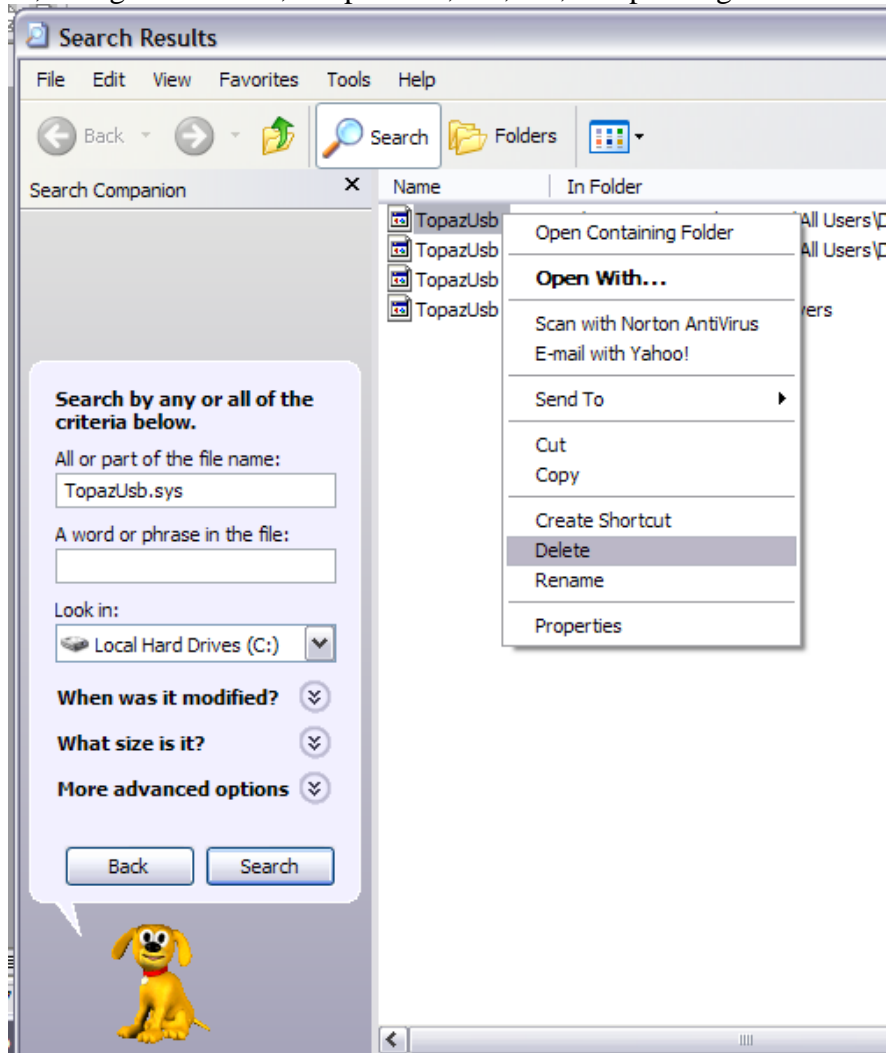 Search Results
File Edit View Favorites Tools Help
Back Search Folders
Search Companion
Name In Folder
TopazUsb All Users\D
TopazUsb All Users\D
TopazUsb
TopazUsb vers
Open Containing Folder
Open With...
Scan with Norton AntiVirus
E-mail with Yahoo!
Send To
Cut
Copy
Create Shortcut
Delete
Rename
Properties
Search by any or all of the
criteria below.
All or part of the file name:
TopazUsb.sys
A word or phrase in the file:
Look in:
Local Hard Drives (C:)
When was it modified?
What size is it?
More advanced options
Back Search